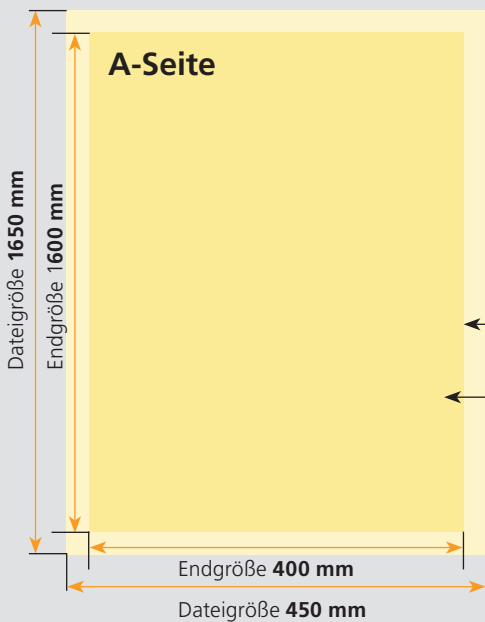 A-Seite
Dateigröße 1650 mm
Endgröße 1600 mm
Endgröße 400 mm
Dateigröße 450 mm